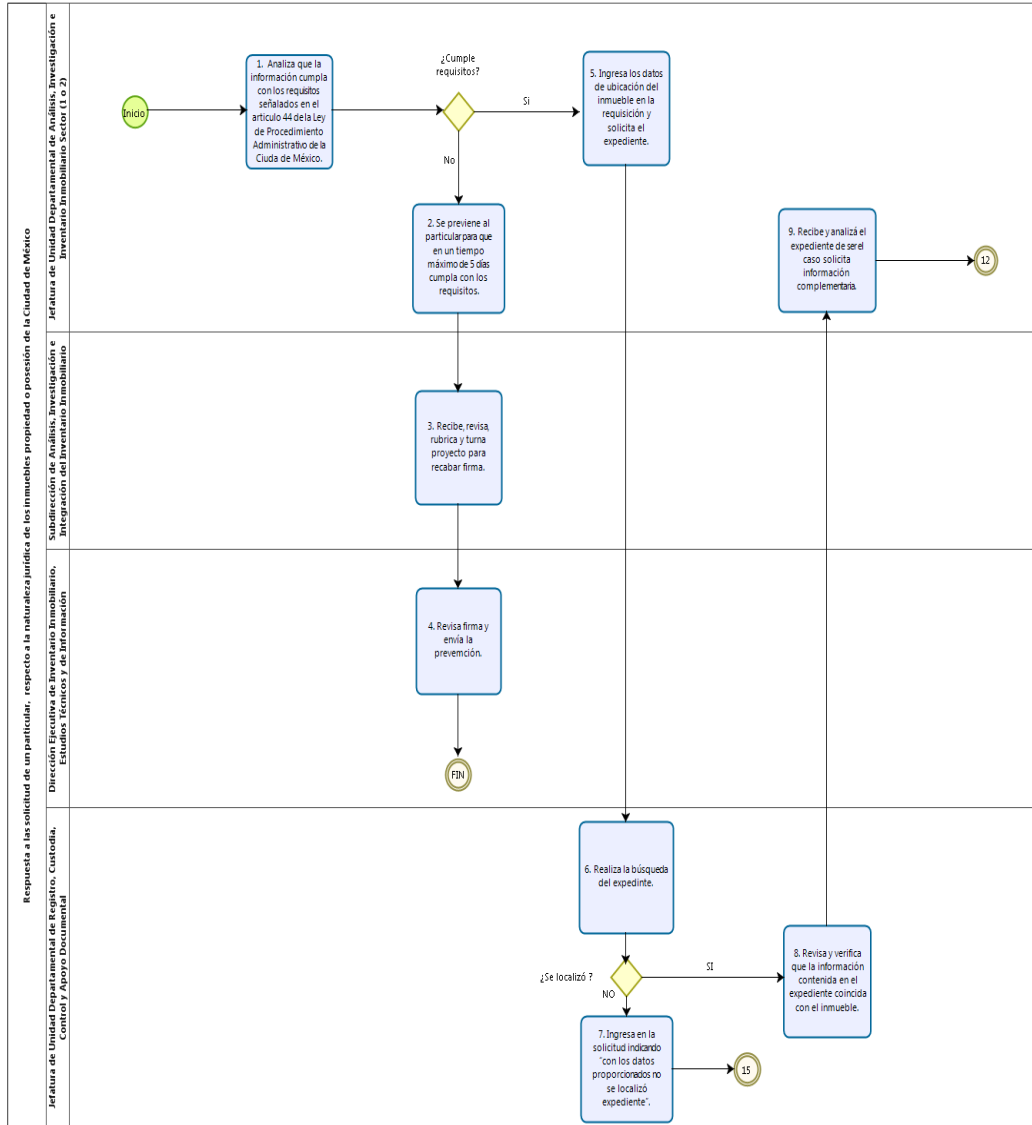 Respuesta a las solicitud de un particular, respecto a la naturaleza jurídica de los inmuebles propiedad o posesión de la Ciudad de México
Jefatura de Unidad Departamental de Análisis, Investigación e
Inventario Inmobiliario Sector (1 o 2)
Inicio
1. Analiza que la
información cumpla
con los requisitos
señalados en el
artículo 44 de la Ley
de Procedimiento
Administrativo de la
Ciuda de México.
¿Cumple
requisitos?
Si
No
5. Ingresa los datos
de ubicación del
inmueble en la
requisición y
solicita el
expediente.
2. Se previene al
particular para que
en un tiempo
máximo de 5 días
cumpla con los
requisitos.
9. Recibe y analizá el
expediente de ser el
caso solicita
información
complementaria.
12
Subdirección de Análisis, Investigación e
Integración del Inventario Inmobiliario
3. Recibe, revisa,
rubrica y turna
proyecto para
recabar firma.
Dirección Ejecutiva de Inventario Inmobiliario,
Estudios Técnicos y de Información
4. Revisa firma y
envía la
prevención.
FIN
Jefatura de Unidad Departamental de Registro, Custodia,
Control y Apoyo Documental
6. Realiza la búsqueda
del expedinte.
¿Se localizó ?
SI
NO
8. Revisa y verifica
que la información
contenida en el
expediente coincida
con el inmueble.
7. Ingresa en la
solicitud indicando
"con los datos
proporcionados no
se localizó
expediente".
15